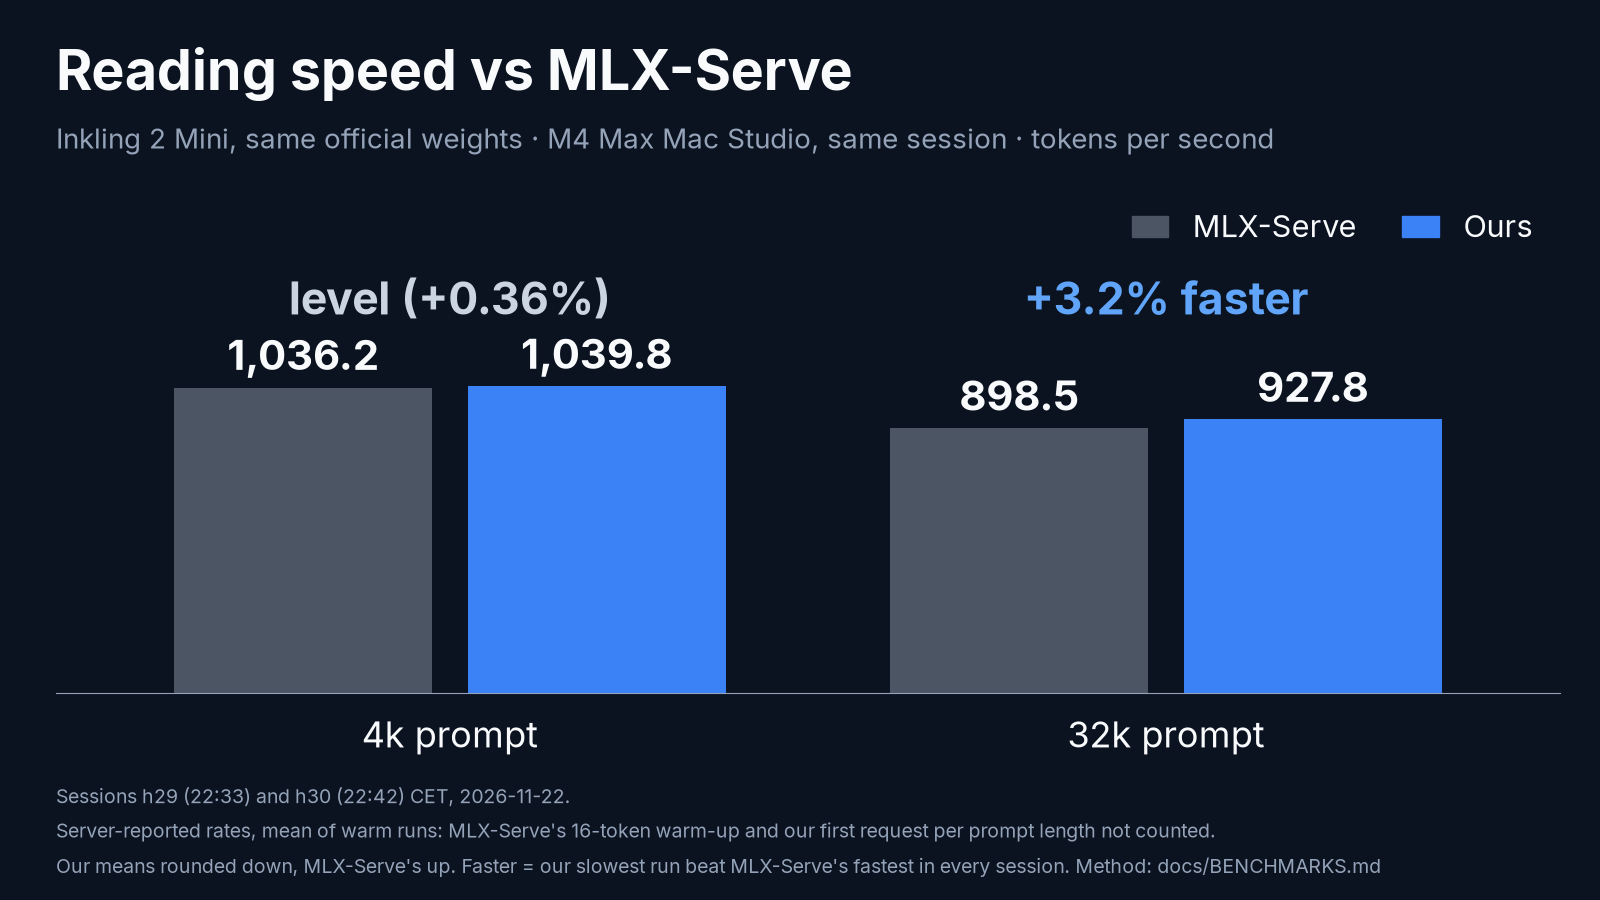 Reading speed vs MLX-Serve
Inkling 2 Mini, same official weights · M4 Max Mac Studio, same session · tokens per second
MLX-Serve Ours
level (+0.36%)
+3.2% faster
1,036.2 1,039.8
898.5 927.8
4k prompt
32k prompt
Sessions h29 (22:33) and h30 (22:42) CET, 2026-11-22.
Server-reported rates, mean of warm runs: MLX-Serve's 16-token warm-up and our first request per prompt length not counted.
Our means rounded down, MLX-Serve's up. Faster = our slowest run beat MLX-Serve's fastest in every session. Method: docs/BENCHMARKS.md